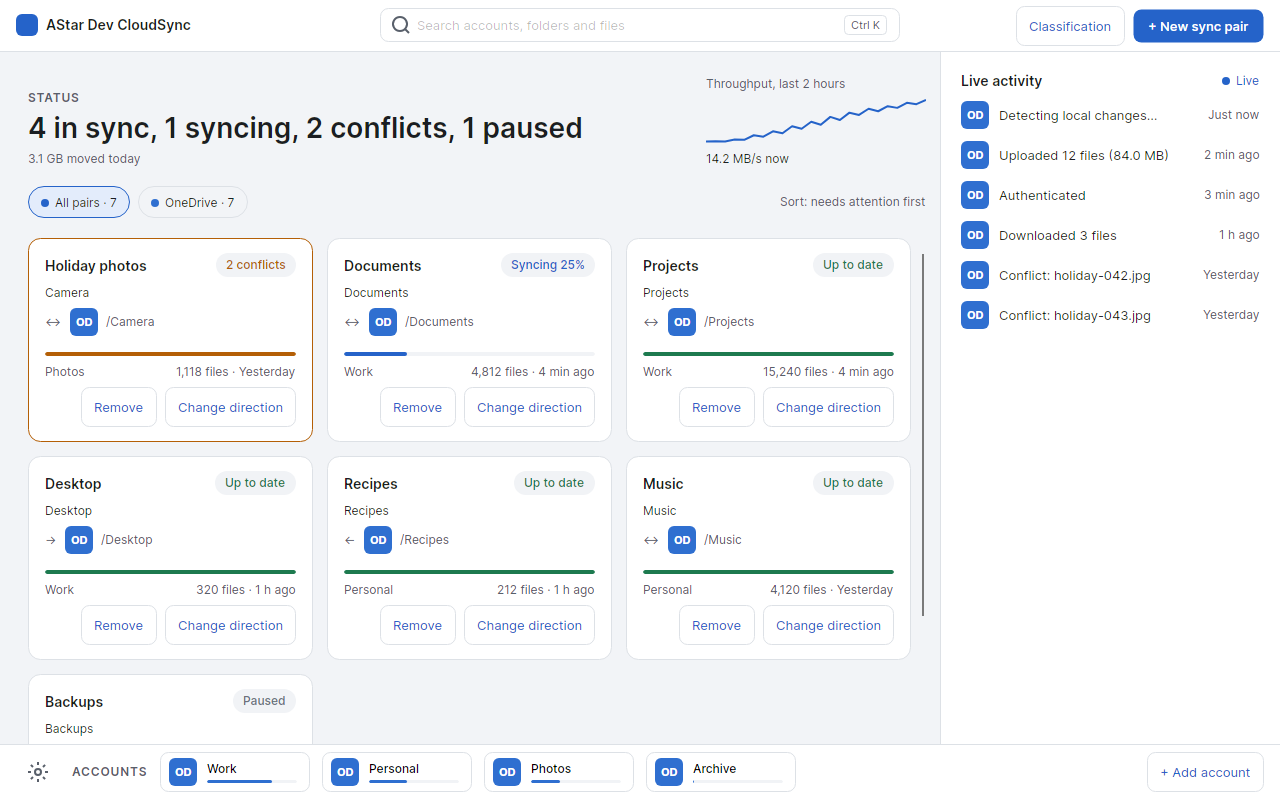 AStar Dev CloudSync
Search accounts, folders and files
Ctrl K
Classification
+ New sync pair
STATUS
4 in sync, 1 syncing, 2 conflicts, 1 paused
3.1 GB moved today
Throughput, last 2 hours
14.2 MB/s now
All pairs · 7
OneDrive · 7
Sort: needs attention first
Holiday photos
2 conflicts
Camera
↔ OD /Camera
Photos
1,118 files · Yesterday
Remove
Change direction
Documents
Syncing 25%
Documents
↔ OD /Documents
Work
4,812 files · 4 min ago
Remove
Change direction
Projects
Up to date
Projects
↔ OD /Projects
Work
15,240 files · 4 min ago
Remove
Change direction
Desktop
Up to date
Desktop
→ OD /Desktop
Work
320 files · 1 h ago
Remove
Change direction
Recipes
Up to date
Recipes
← OD /Recipes
Personal
212 files · 1 h ago
Remove
Change direction
Music
Up to date
Music
↔ OD /Music
Personal
4,120 files · Yesterday
Remove
Change direction
Backups
Paused
Backups
Live activity
Live
OD Detecting local changes... Just now
OD Uploaded 12 files (84.0 MB) 2 min ago
OD Authenticated 3 min ago
OD Downloaded 3 files 1 h ago
OD Conflict: holiday-042.jpg Yesterday
OD Conflict: holiday-043.jpg Yesterday
ACCOUNTS
OD Work
OD Personal
OD Photos
OD Archive
+ Add account